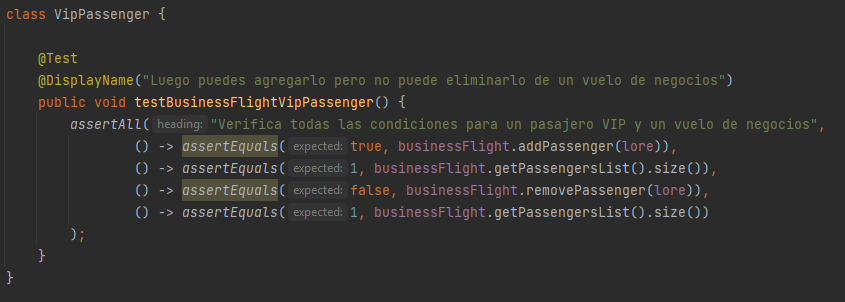 class VipPassenger {
@Test
@DisplayName("Luego puedes agregarlo pero no puede eliminarlo de un vuelo de negocios")
public void testBusinessFlightVipPassenger() {
assertAll( heading: "Verifica todas las condiciones para un pasajero VIP y un vuelo de negocios",
() -> assertEquals( expected: true, businessFlight.addPassenger(lore)),
() -> assertEquals( expected: 1, businessFlight.getPassengersList().size()),
() -> assertEquals( expected: false, businessFlight.removePassenger(lore)),
() -> assertEquals( expected: 1, businessFlight.getPassengersList().size())
);
}
}